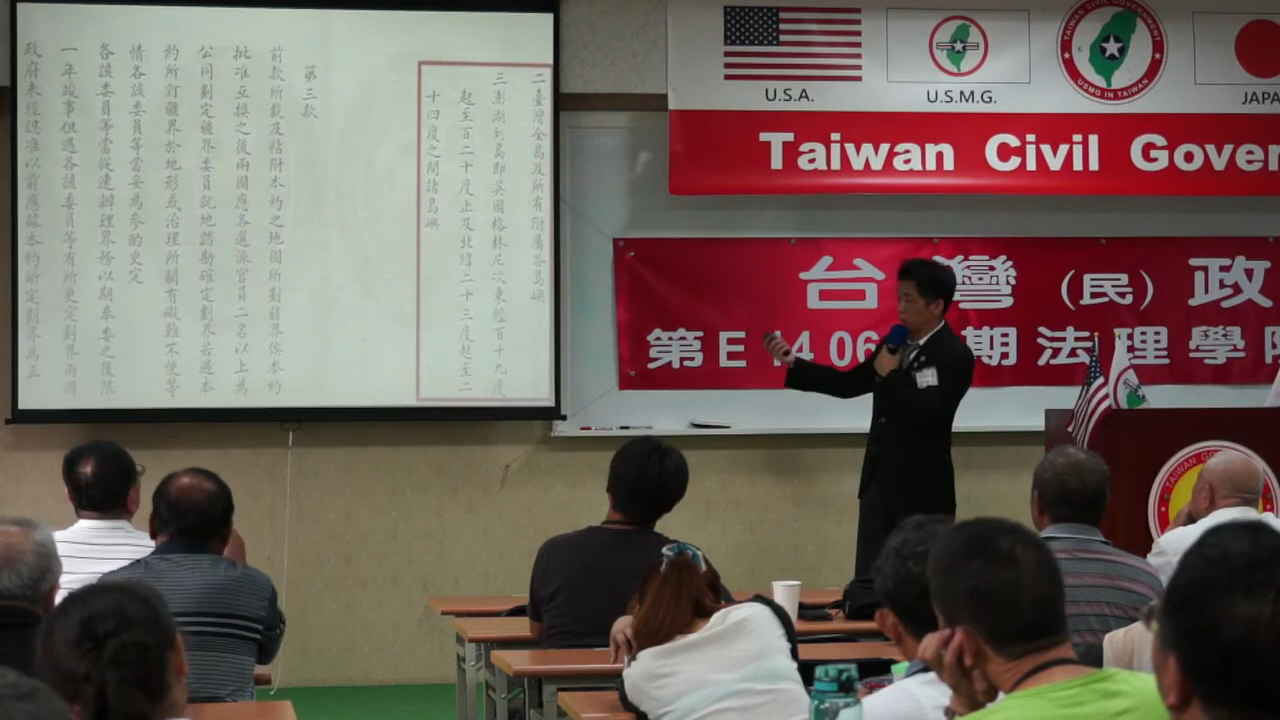 二臺灣全島及所有附屬各島嶼
三澎湖列島即英國格林尼次東經百十九度
起至百二十度止及北緯二十三度起至二
十四度之間諸島嶼
第三款
前款所載及粘附本約之地圖所劃疆界俟本約
批准互換之後兩國應各選派官員二名以上為
公同劃定疆界委員就地踏勘確定劃界若遇本
約所訂疆界於地形或治理所關有礙難不便等
情各該委員等當妥為參酌更定
各該委員等當從速辦理界務以期奉委之後限
一年竣事但遇各該委員等有所更定劃界兩國
政府未經認准以前應據本約所定劃界為正
U.S.A.
U.S.M.G.
TAIWAN CIVIL GOVERNMENT
USMG IN TAIWAN
JAPA
Taiwan Civil Gover
台灣(民)政
第E 14 06 期法理學院
TAIWAN GO